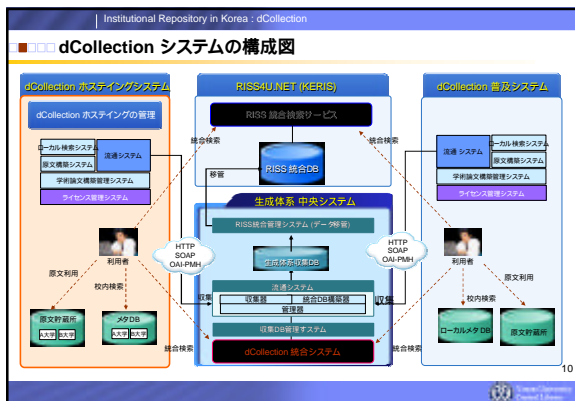 Institutional Repository in Korea : dCollection
dCollection システムの構成図
dCollection ホステイングシステム
dCollection ホステイングの管理
ローカル検索システム
原文構築システム
流通システム
学術論文構築管理システム
ライセンス管理システム
利用者
原文利用
校内検索
原文貯蔵所
A大学 B大学
メタDB
A大学 B大学
統合検索
統合検索
HTTP
SOAP
OAI-PMH
収集
RISS4U.NET (KERIS)
RISS 統合検索サービス
移管
RISS 統合DB
生成体系 中央システム
RISS統合管理システム (データ移管)
生成体系収集DB
流通システム
収集器
統合DB構築器
管理器
収集DB管理すステム
dCollection 統合システム
収集
HTTP
SOAP
OAI-PMH
統合検索
統合検索
dCollection 普及システム
ローカル検索システム
原文構築システム
流通 システム
学術論文構築管理システム
ライセンス管理システム
利用者
原文利用
校内検索
ローカルメタ DB
原文貯蔵所
10
Yonsei University
Central Library